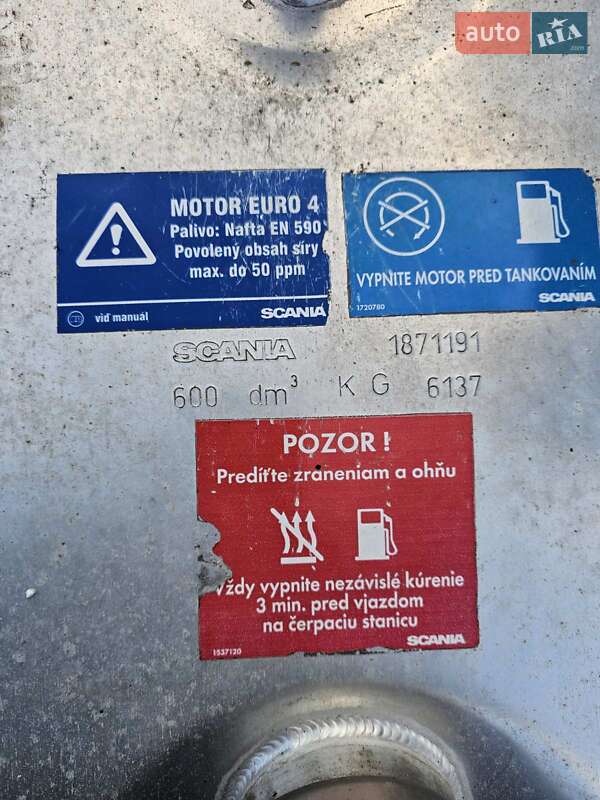 auto RIA .com
MOTOR EURO 4
Palivo: Nafta EN 590
Povolený obsah síry
max. do 50 ppm
viď manuál SCANIA
VYPNITE MOTOR PRED TANKOVANÍM
1720780 SCANIA
SCANIA 1871191
600 dm³ K G 6137
POZOR !
Predíťte zraneniam a ohňu
Vždy vypnite nezávislé kúrenie
3 min. pred vjazdom
na čerpaciu stanicu
SCANIA
1537120